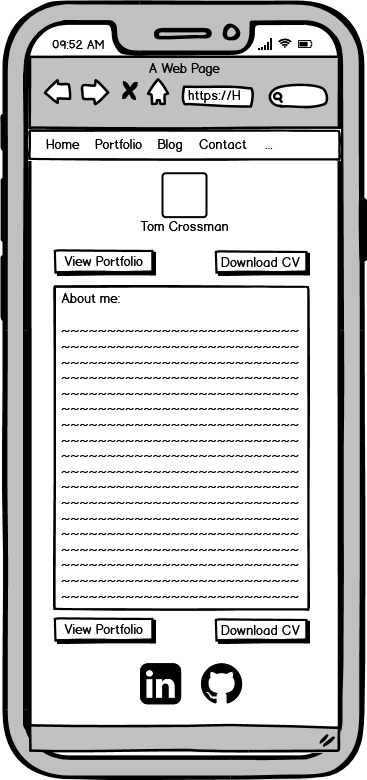 09:52 AM
A Web Page
https://H
Home Portfolio Blog Contact ...
Tom Crossman
View Portfolio Download CV
About me:
View Portfolio Download CV
in